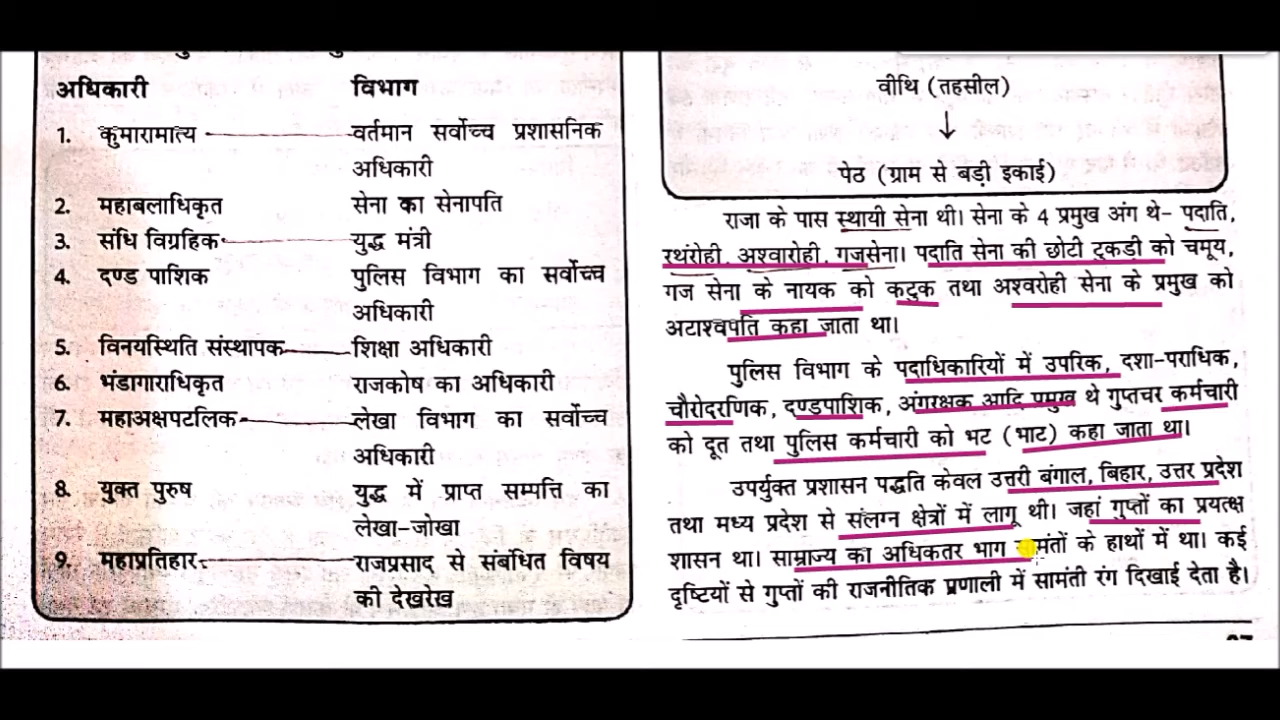 अधिकारी विभाग
1. कुमारामात्य वर्तमान सर्वोच्च प्रशासनिक
अधिकारी
2. महाबलाधिकृत सेना का सेनापति
3. संधि विग्रहिक युद्ध मंत्री
4. दण्ड पाशिक पुलिस विभाग का सर्वोच्च
अधिकारी
5. विनयस्थिति संस्थापक शिक्षा अधिकारी
6. भंडागाराधिकृत राजकोष का अधिकारी
7. महाअक्षपटलिक लेखा विभाग का सर्वोच्च
अधिकारी
8. युक्त पुरुष युद्ध में प्राप्त सम्पत्ति का
लेखा-जोखा
9. महाप्रतिहार राजप्रसाद से संबंधित विषय
की देखरेख
वीथि (तहसील)
↓
पेठ (ग्राम से बड़ी इकाई)
राजा के पास स्थायी सेना थी। सेना के 4 प्रमुख अंग थे- पदाति,
रथंरोही, अश्वारोही, गजसेना। पदाति सेना की छोटी टुकड़ी को चमूय,
गज सेना के नायक को कटुक तथा अश्वरोही सेना के प्रमुख को
अटाश्वपति कहा जाता था।
पुलिस विभाग के पदाधिकारियों में उपरिक, दशा-पराधिक,
चौरोदरणिक, दण्डपाशिक, अंगरक्षक आदि प्रमुख थे गुप्तचर कर्मचारी
को दूत तथा पुलिस कर्मचारी को भट (भाट) कहा जाता था।
उपर्युक्त प्रशासन पद्धति केवल उत्तरी बंगाल, बिहार, उत्तर प्रदेश
तथा मध्य प्रदेश से संलग्न क्षेत्रों में लागू थी। जहां गुप्तों का प्रयत्क्ष
शासन था। साम्राज्य का अधिकतर भाग सामंतों के हाथों में था। कई
दृष्टियों से गुप्तों की राजनीतिक प्रणाली में सामंती रंग दिखाई देता है।